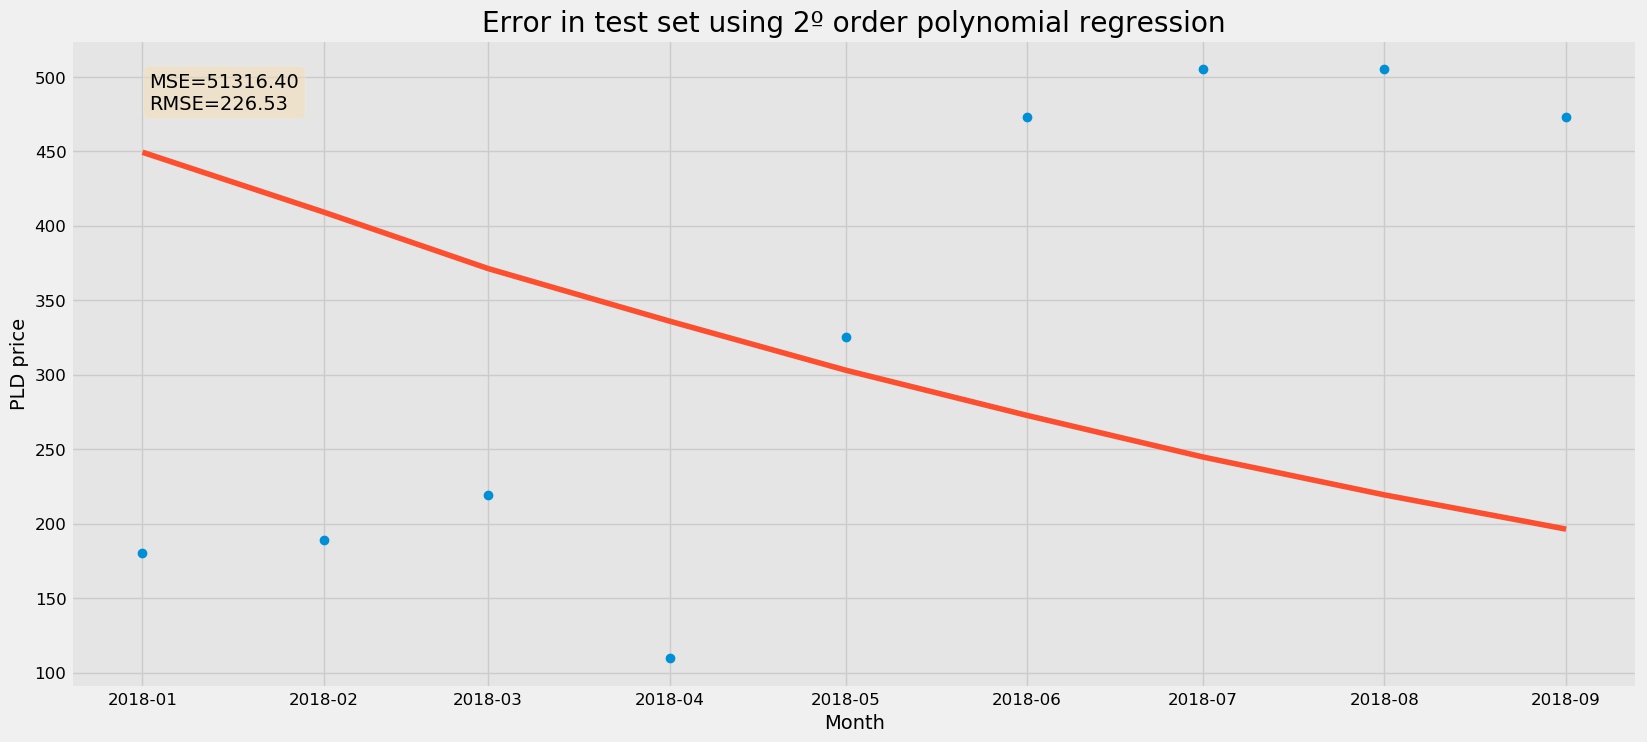 Error in test set using 2º order polynomial regression
MSE=51316.40
RMSE=226.53
500
450
400
350
300
250
200
150
100
PLD price
2018-01 2018-02 2018-03 2018-04 2018-05 2018-06 2018-07 2018-08 2018-09
Month